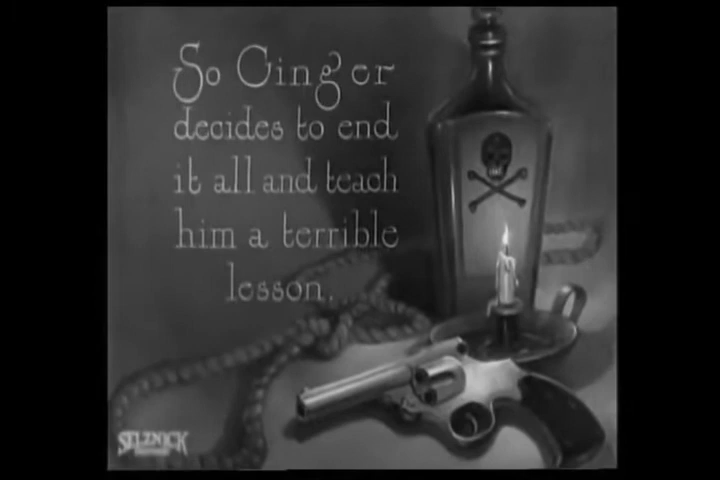 So Ginger
decides to end
it all and teach
him a terrible
lesson.
SELZNICK